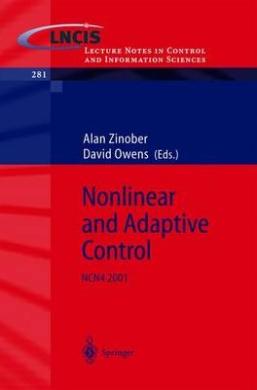 LNCIS
LECTURE NOTES IN CONTROL
AND INFORMATION SCIENCES
281
Alan Zinober
David Owens (Eds.)
Nonlinear
and Adaptive
Control
NCN4 2001
Springer